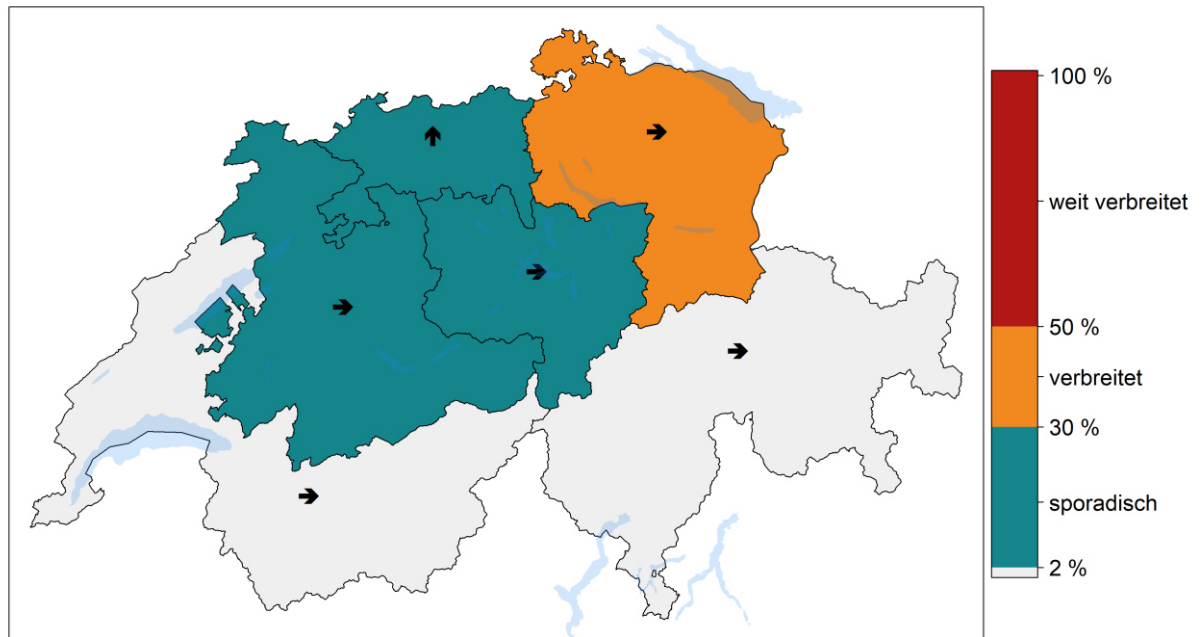 100 %
weit verbreitet
50 %
verbreitet
30 %
sporadisch
2 %